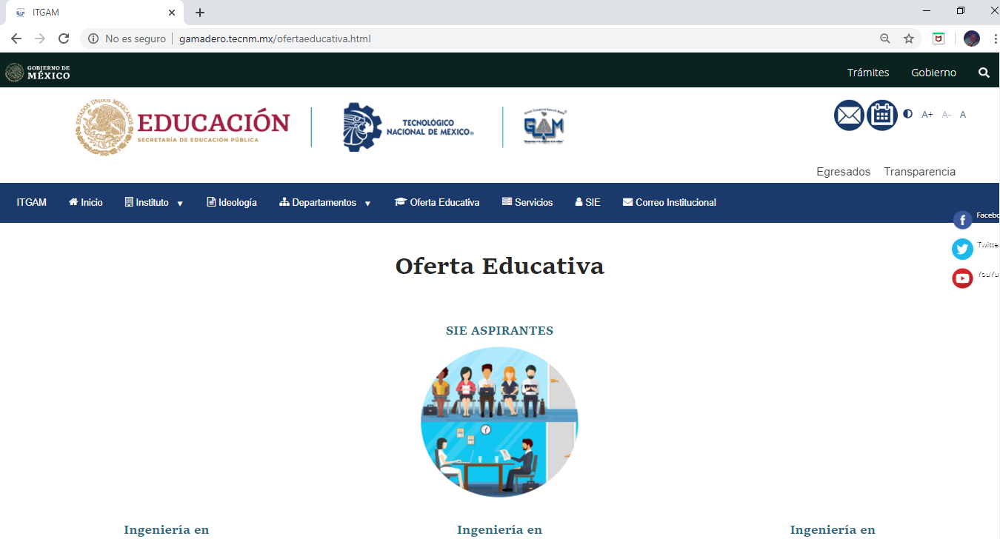 ITGAM
No es seguro | gamadero.tecnm.mx/ofertaeducativa.html
GOBIERNO DE
MÉXICO
Trámites Gobierno
ESTADOS UNIDOS MEXICANOS
EDUCACIÓN
SECRETARÍA DE EDUCACIÓN PÚBLICA
TECNOLÓGICO
NACIONAL DE MÉXICO®
GAM
A+ A- A
Egresados Transparencia
ITGAM Inicio Instituto ▼ Ideología Departamentos ▼ Oferta Educativa Servicios SIE Correo Institucional
Facebo
Twitte
YouYu
Oferta Educativa
SIE ASPIRANTES
Ingeniería en Ingeniería en Ingeniería en